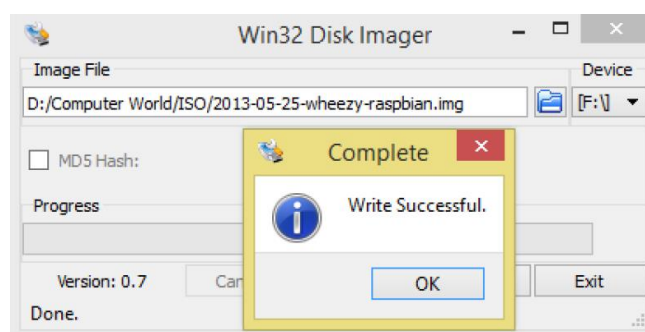 Win32 Disk Imager
Image File
Device
D:/Computer World/ISO/2013-05-25-wheezy-raspbian.img
[F:\]
MD5 Hash:
Complete
Progress
Write Successful.
Version: 0.7
OK
Exit
Done.